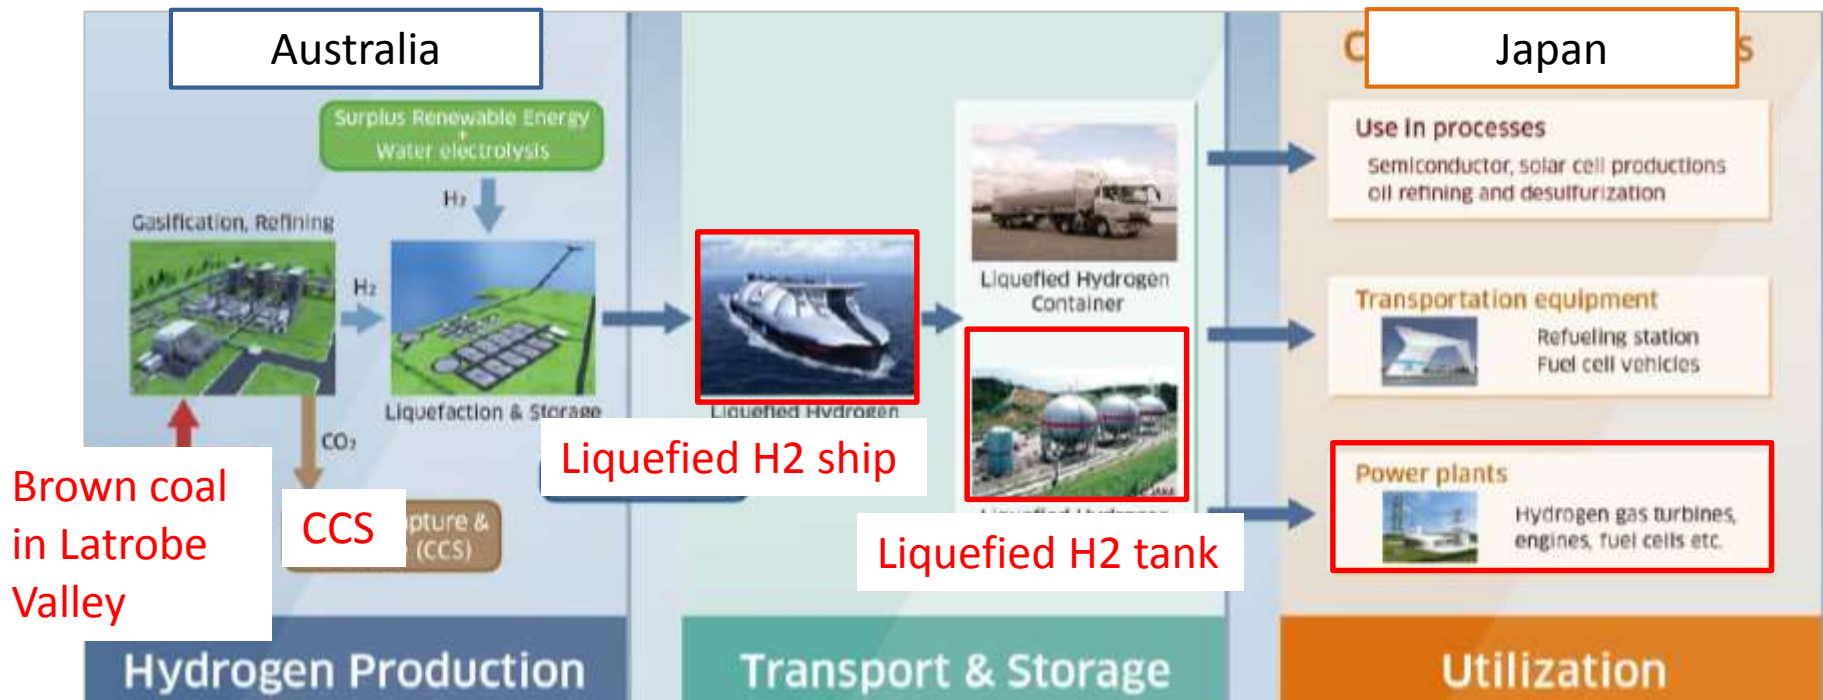 Australia
Surplus Renewable Energy
+
Water electrolysis
H₂
Gasification, Refining
H₂
Liquefaction & Storage
CO₂
Brown coal
in Latrobe
Valley
CCS
pture &
(CCS)
Hydrogen Production
Liquefied Hydrogen
Liquefied H2 ship
Liquefied Hydrogen
Container
Liquefied H2 tank
Transport & Storage
Japan
Use in processes
Semiconductor, solar cell productions
oil refining and desulfurization
Transportation equipment
Refueling station
Fuel cell vehicles
Power plants
Hydrogen gas turbines,
engines, fuel cells etc.
Utilization